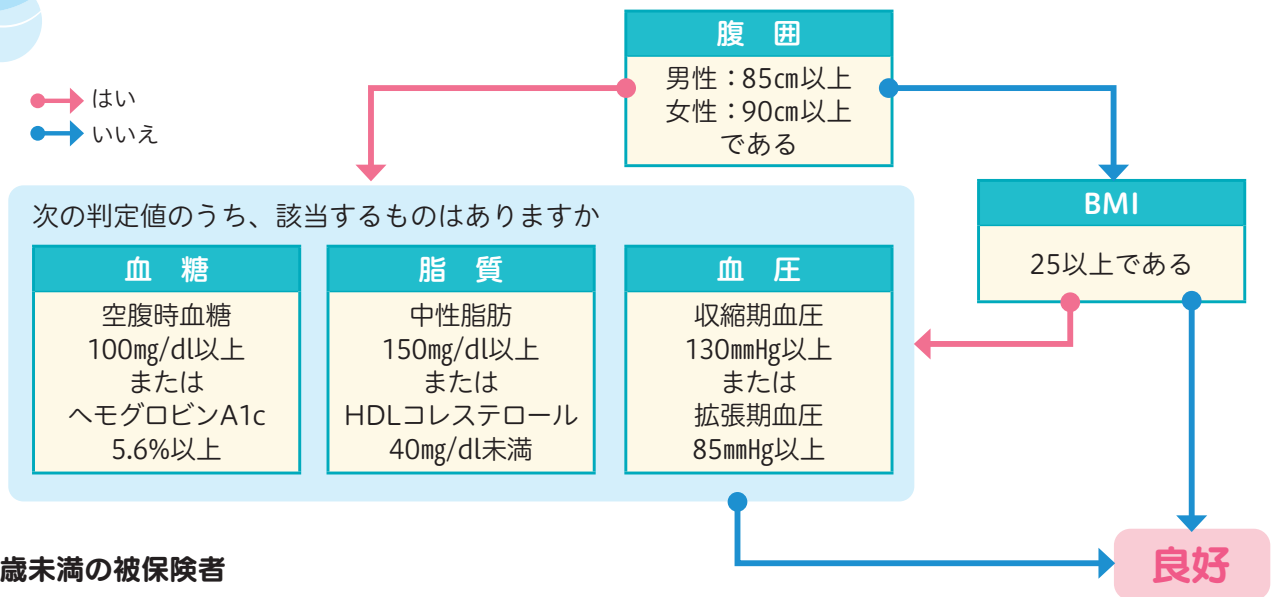 腹 囲
男性：85㎝以上
女性：90㎝以上
である
はい
いいえ
BMI
25以上である
次の判定値のうち、該当するものはありますか
血 糖
空腹時血糖
100㎎/dl以上
または
ヘモグロビンA1c
5.6%以上
脂 質
中性脂肪
150㎎/dl以上
または
HDLコレステロール
40㎎/dl未満
血 圧
収縮期血圧
130㎜Hg以上
または
拡張期血圧
85㎜Hg以上
良好
歳未満の被保険者